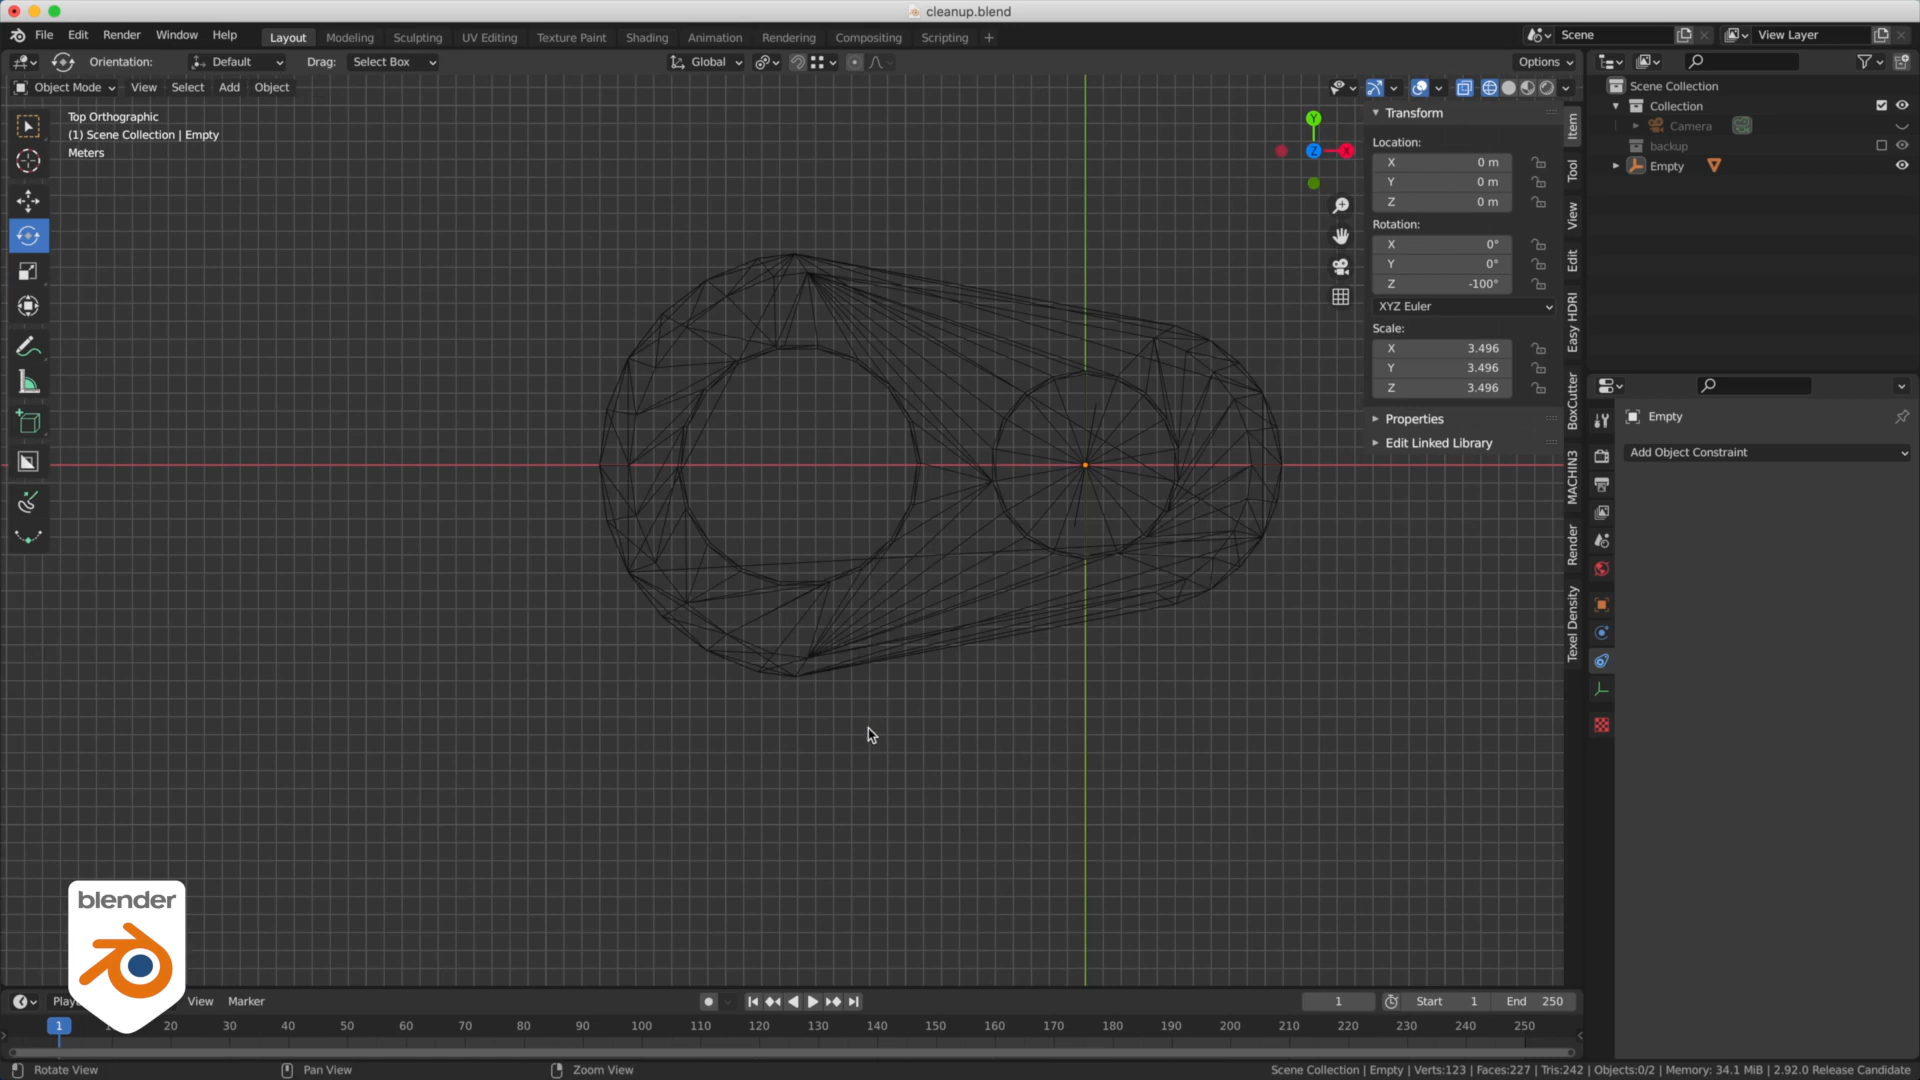 cleanup.blend
File Edit Render Window Help
Layout Modeling Sculpting UV Editing Texture Paint Shading Animation Rendering Compositing Scripting +
Scene
View Layer
Orientation: Default Drag: Select Box
Global
Options
Object Mode View Select Add Object
Top Orthographic
(1) Scene Collection | Empty
Meters
Y
Z
X
Transform
Location:
X 0 m
Y 0 m
Z 0 m
Rotation:
X 0°
Y 0°
Z -100°
XYZ Euler
Scale:
X 3.496
Y 3.496
Z 3.496
Properties
Edit Linked Library
Item
Tool
View
Edit
Easy HDRI
BoxCutter
MACHIN3
Render
Texel Density
Scene Collection
Collection
Camera
backup
Empty
Empty
Add Object Constraint
blender
View Marker
1
Start 1
End 250
1 20 30 40 50 60 70 80 90 100 110 120 130 140 150 160 170 180 190 200 210 220 230 240 250
Rotate View
Pan View
Zoom View
Scene Collection | Empty | Verts:123 | Faces:227 | Tris:242 | Objects:0/2 | Memory: 34.1 MiB | 2.92.0 Release Candidate